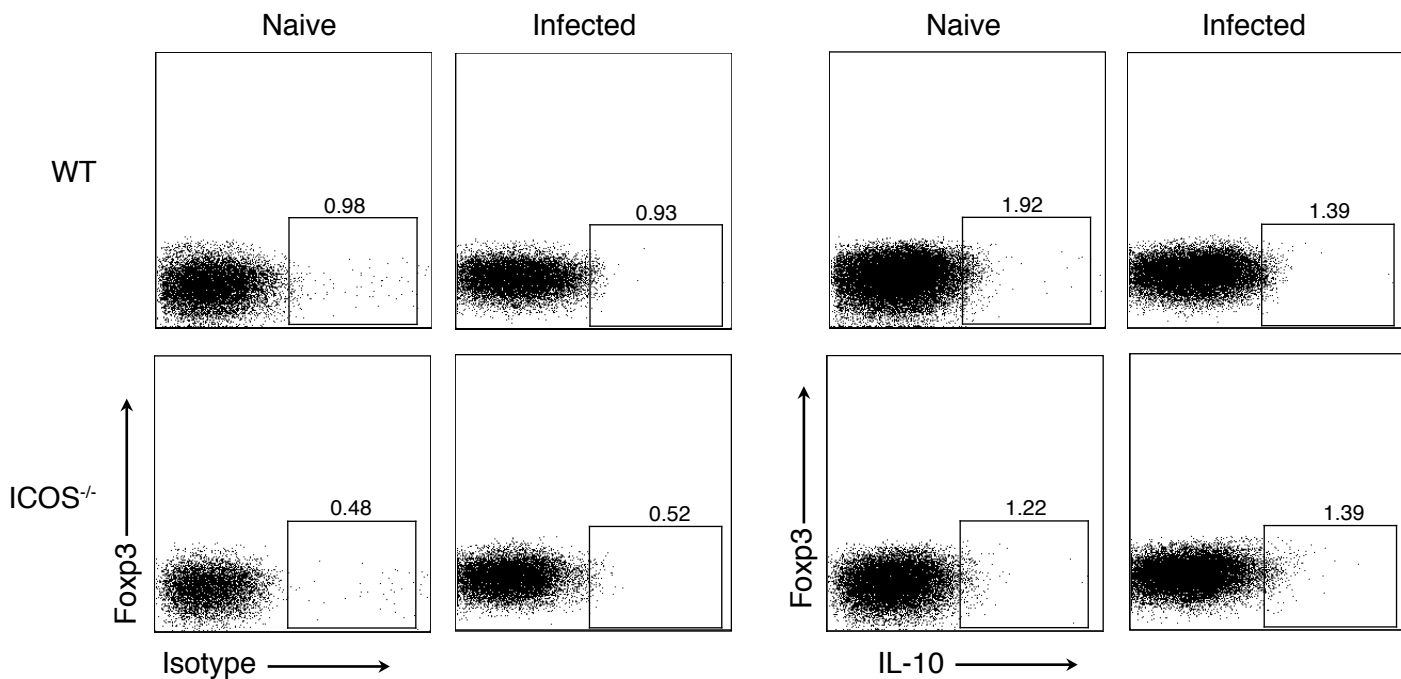 Naive Infected Naive Infected
WT
0.98 0.93 1.92 1.39
ICOS-/-
0.48 0.52 1.22 1.39
Foxp3 Foxp3
Isotype IL-10